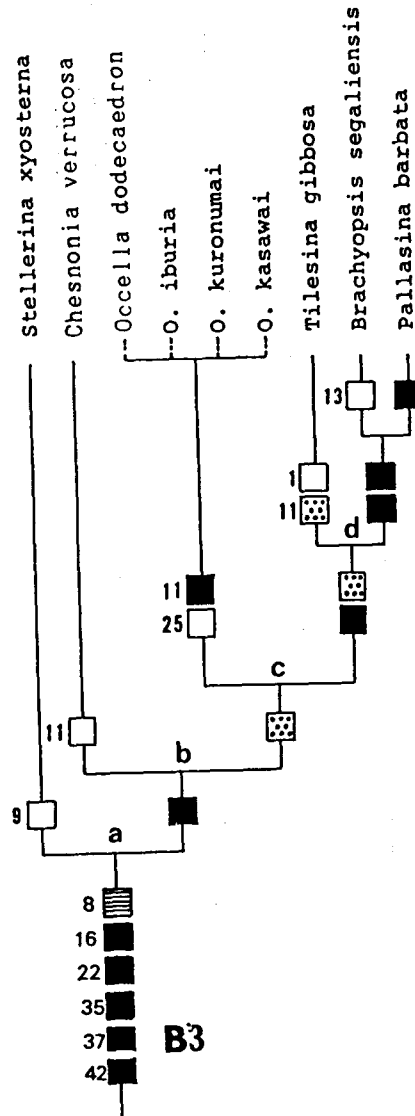 Stellerina xyosterna
Chesnonia verrucosa
Occella dodecaedron
O. iburia
O. kuronumai
O. kasawai
Tilesina gibbosa
Brachyopsis segaliensis
Pallasina barbata
13
1
11
d
11
25
c
11
b
9
a
8
16
22
35
37
42
B3